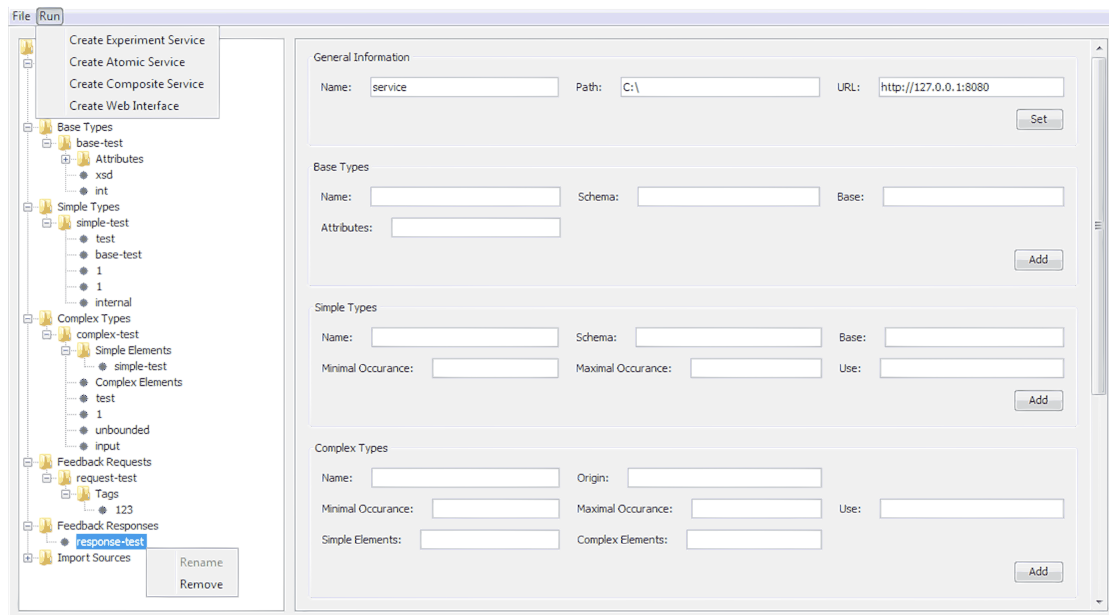 File Run
Create Experiment Service
Create Atomic Service
Create Composite Service
Create Web Interface
Base Types
base-test
Attributes
xsd
int
Simple Types
simple-test
test
base-test
1
1
internal
Complex Types
complex-test
Simple Elements
simple-test
Complex Elements
test
1
unbounded
input
Feedback Requests
request-test
Tags
123
Feedback Responses
response-test
Import Sources
Rename
Remove
General Information
Name: service Path: C:\ URL: http://127.0.0.1:8080
Set
Base Types
Name: Schema: Base:
Attributes:
Add
Simple Types
Name: Schema: Base:
Minimal Occurance: Maximal Occurance: Use:
Add
Complex Types
Name: Origin:
Minimal Occurance: Maximal Occurance: Use:
Simple Elements: Complex Elements:
Add